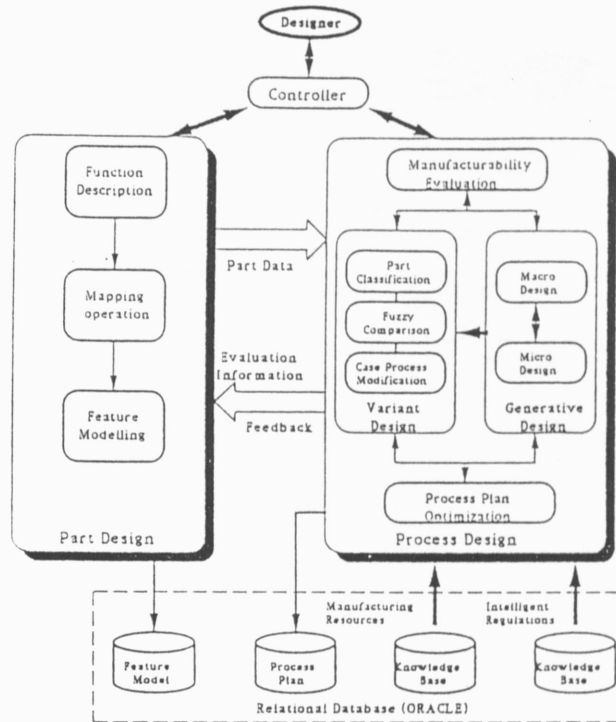 Designer
Controller
Function
Description
Mapping
operation
Feature
Modelling
Part Design
Part Data
Evaluation
Information
Feedback
Manufacturability
Evaluation
Part
Classification
Fuzzy
Comparison
Case Process
Modification
Variant
Design
Macro
Design
Micro
Design
Generative
Design
Process Plan
Optimization
Process Design
Manufacturing
Resources
Intelligent
Regulations
Feature
Model
Process
Plan
Knowledge
Base
Knowledge
Base
Relational Database (ORACLE)